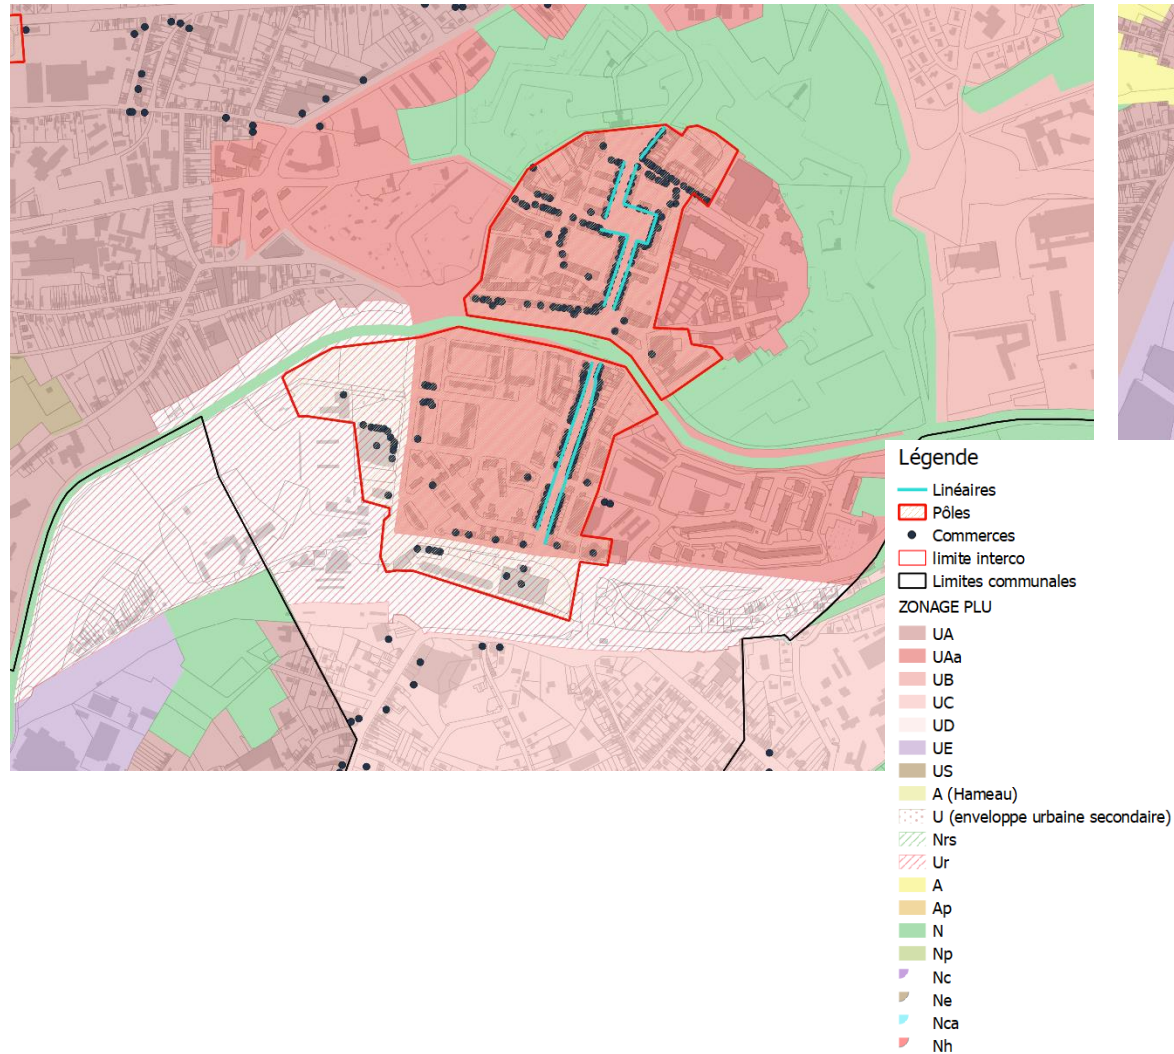 Légende
Linéaires
Pôles
Commerces
limite interco
Limites communales
ZONAGE PLU
UA
UAa
UB
UC
UD
UE
US
A (Hameau)
U (enveloppe urbaine secondaire)
Nrs
Ur
A
Ap
N
Np
Nc
Ne
Nca
Nh